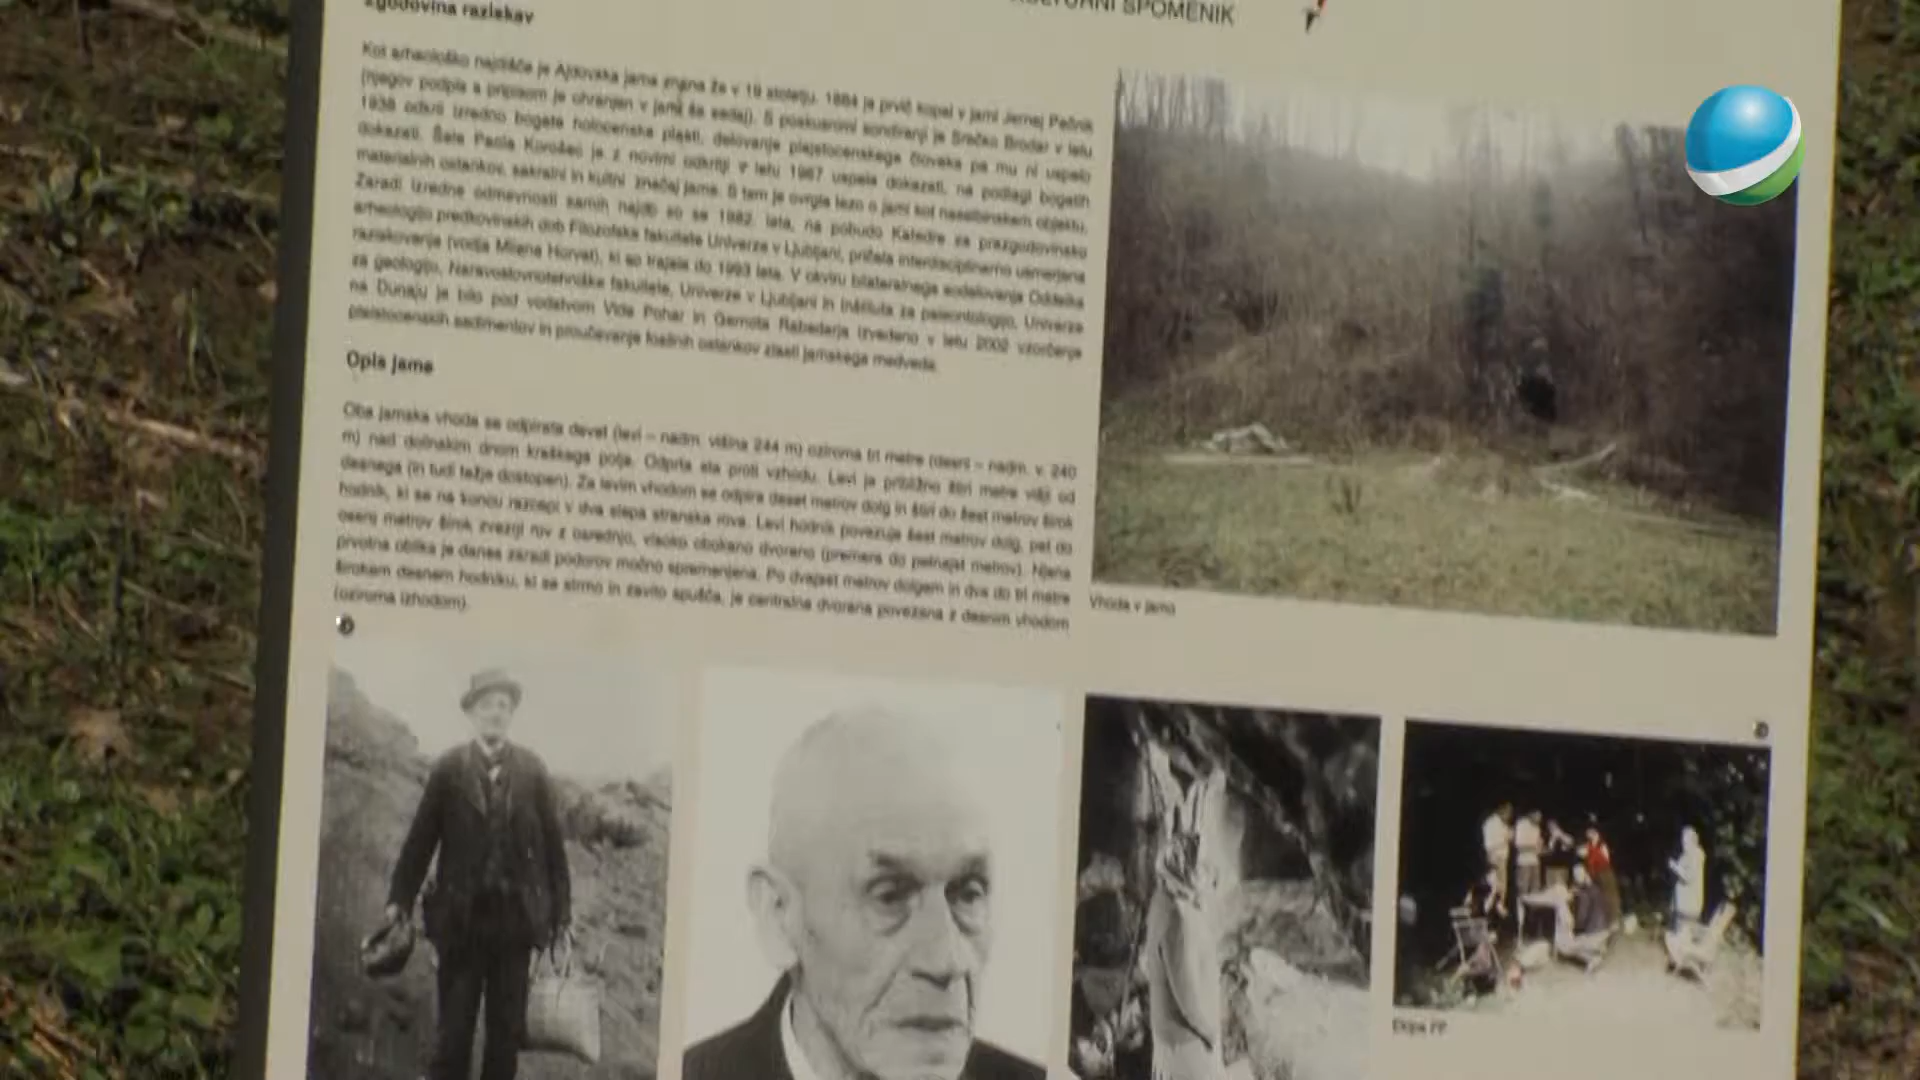 Zgodovina raziskav
KULTURNI SPOMENIK
Kot arheološko najdišče je Ajdovska jama znana že v 19 stoletju. 1884 je prvič kopal v jami Jernej Pečnik
(njegov podpis s pripisom je ohranjen v jami še sedaj). S poskusnimi sondiranji je Srečko Brodar v letu
1938 odkril izredno bogate holocenske plasti, delovanje plejstocenskega človeka pa mu ni uspelo
dokazati. Šele Paola Korošec je z novimi odkritji v letu 1967 uspela dokazati, na podlagi bogatih
materialnih ostankov, sakralni in kultni značaj jame. S tem je ovrgla tezo o jami kot naselbinskem objektu.
Zaradi izredne odmevnosti samih najdb so se 1982. leta, na pobudo Katedre za prazgodovinsko
arheologijo predkovinskih dob Filozofske fakultete Univerze v Ljubljani, pričela interdisciplinarno usmerjena
raziskovanja (vodja Milena Horvat), ki so trajala do 1993 leta. V okviru bilateralnega sodelovanja Oddelka
za geologijo, Naravoslovnotehniške fakultete, Univerze v Ljubljani in Inštituta za paleontologijo, Univerze
na Dunaju je bilo pod vodstvom Vide Pohar in Gernota Rabederja izvedeno v letu 2002 vzorčenje
pleistocenskih sedimentov in proučevanje fosilnih ostankov zlasti jamskega medveda.
Opis jame
Oba jamska vhoda se odpirata devet (levi – nadm. višina 244 m) oziroma tri metre (desni – nadm. v. 240
m) nad dolinskim dnom kraškega polja. Odprta sta proti vzhodu. Levi je približno štiri metre višji od
desnega (in tudi težje dostopen). Za levim vhodom se odpira deset metrov dolg in štiri do šest metrov širok
hodnik, ki se na koncu razcepi v dva slepa stranska rova. Levi hodnik povezuje šest metrov dolg, pet do
osem metrov širok zvezni rov z osrednjo, visoko obokano dvorano (premera do petnajst metrov). Njena
prvotna oblika je danes zaradi podorov močno spremenjena. Po dvajset metrov dolgem in dva do tri metre
širokem desnem hodniku, ki se strmo in zavito spušča, je centralna dvorana povezana z desnim vhodom
(oziroma izhodom).
Vhoda v jamo
Ekipa FF